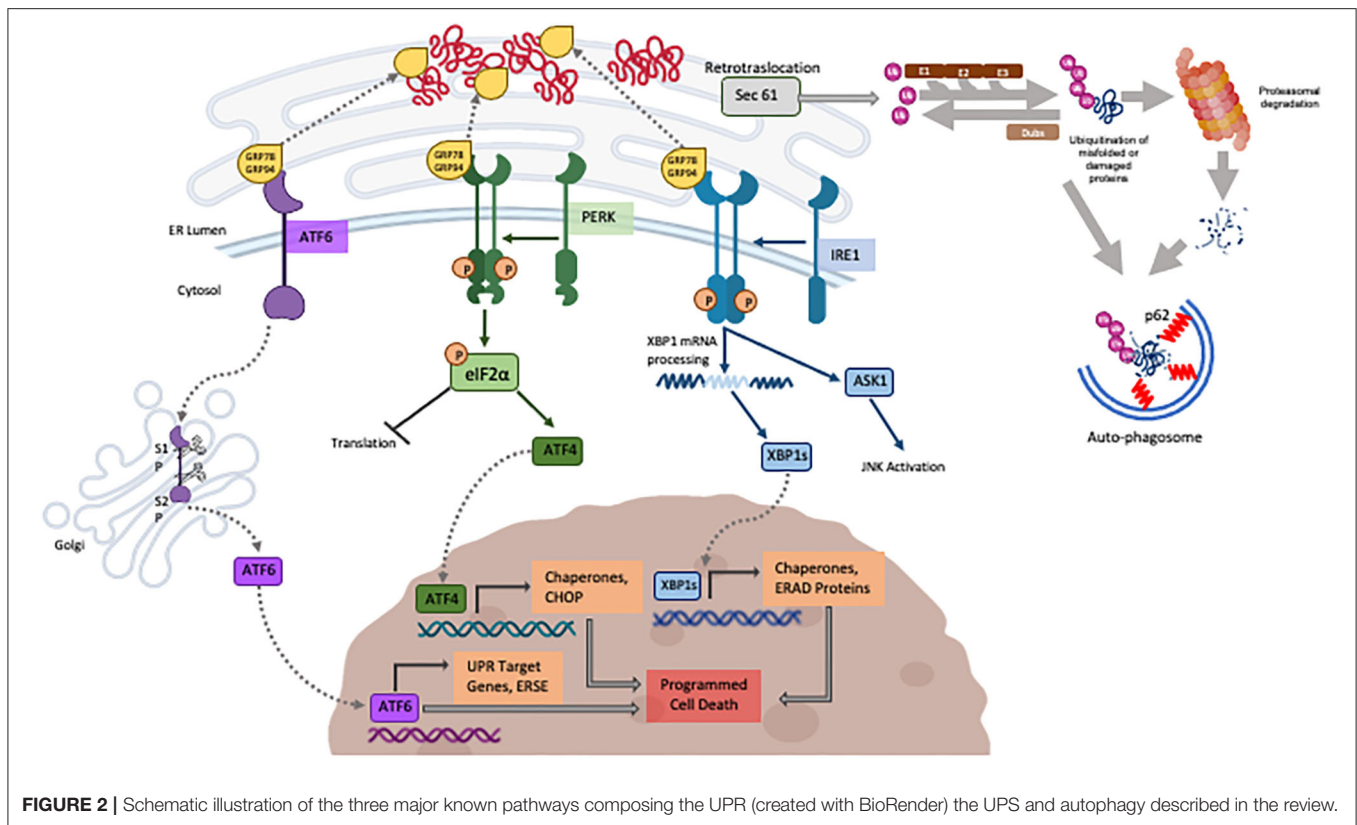 Retrotraslocation
Sec 61
E1
E2
E3
Dubs
Ubiquitination of
misfolded or
damaged
proteins
Proteasomal
degradation
GRP78
GRP94
GRP78
GRP94
GRP78
GRP94
ER Lumen
Cytosol
ATF6
PERK
IRE1
P
P
P
P
P
eIF2α
Translation
ATF4
XBP1 mRNA
processing
ASK1
XBP1s
JNK Activation
p62
Auto-phagosome
S1
P
S2
P
Golgi
ATF6
ATF4
Chaperones,
CHOP
XBP1s
Chaperones,
ERAD Proteins
UPR Target
Genes, ERSE
ATF6
Programmed
Cell Death
FIGURE 2 | Schematic illustration of the three major known pathways composing the UPR (created with BioRender) the UPS and autophagy described in the review.